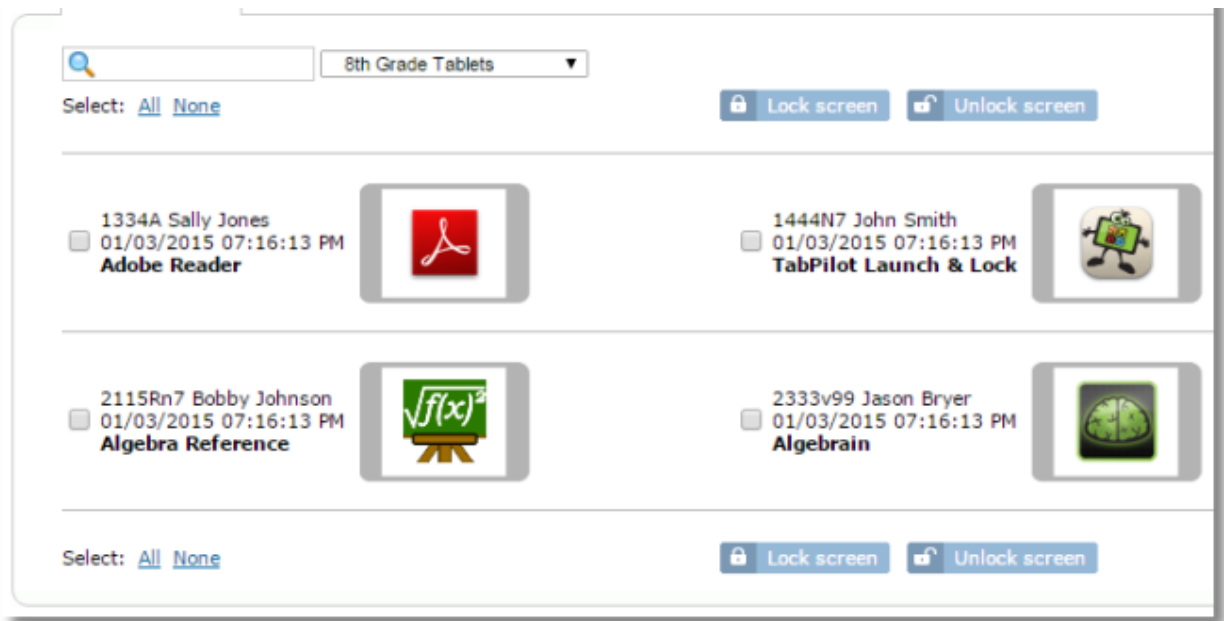 8th Grade Tablets
Select: All None
Lock screen Unlock screen
1334A Sally Jones
01/03/2015 07:16:13 PM
Adobe Reader
1444N7 John Smith
01/03/2015 07:16:13 PM
TabPilot Launch & Lock
2115Rn7 Bobby Johnson
01/03/2015 07:16:13 PM
Algebra Reference
√f(x)²
2333v99 Jason Bryer
01/03/2015 07:16:13 PM
Algebrain
Select: All None
Lock screen Unlock screen